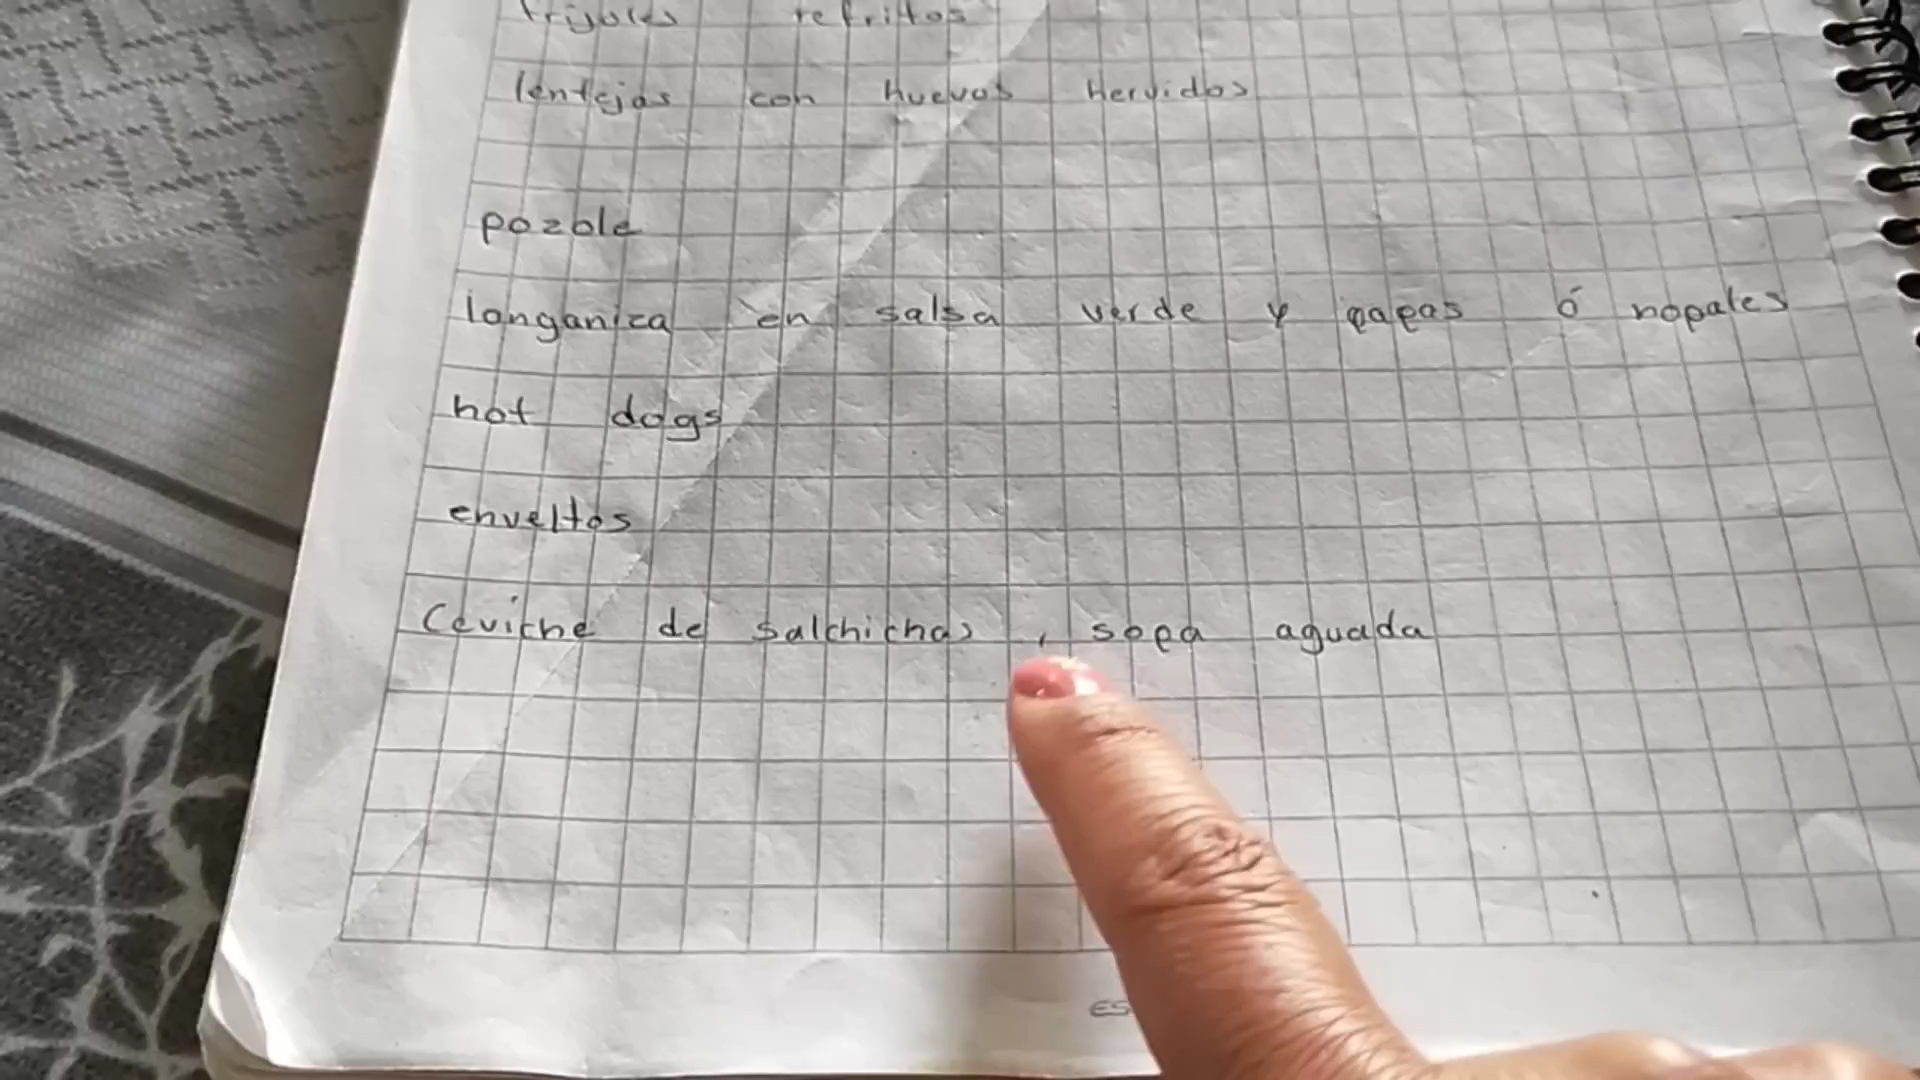 frijoles refritos
lentejas con huevos hervidos
pozole
longaniza en salsa verde y papas ó nopales
hot dogs
enveltos
Ceviche de salchichas, sopa aguada